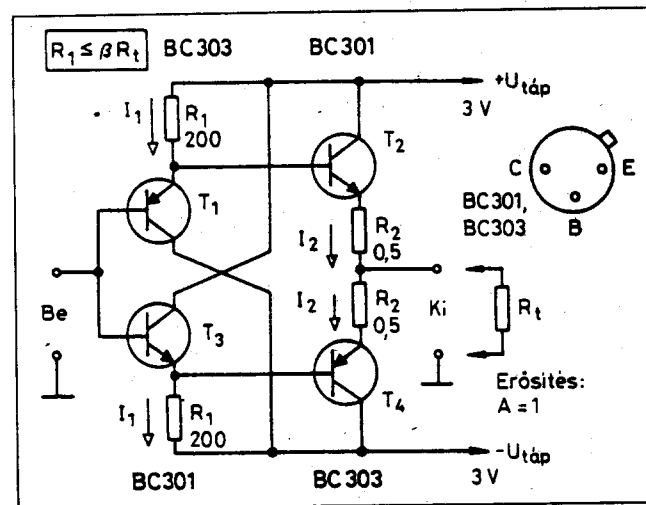 R₁ ≤ βRₜ
BC303
BC301
+Uₜáₚ
3 V
I₁
R₁
200
T₂
T₁
C
E
B
BC301,
BC303
I₂
R₂
0,5
Be
I₂
R₂
0,5
Ki
Rₜ
T₃
T₄
Erősítés:
A = 1
I₁
R₁
200
-Uₜáₚ
3 V
BC301
BC303